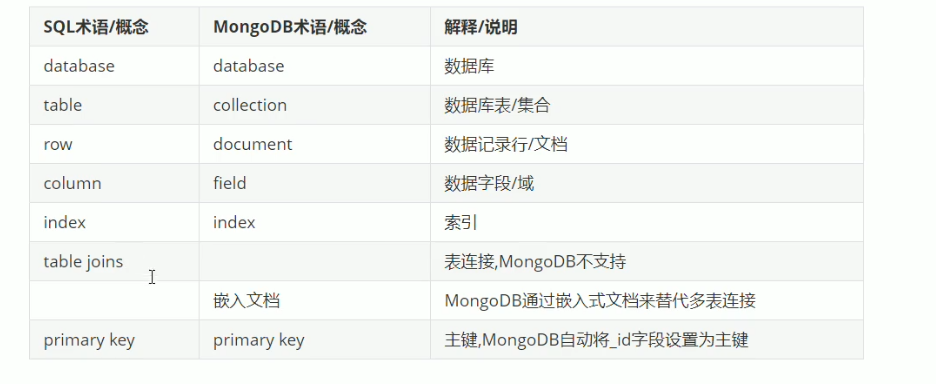 SQL术语/概念 MongoDB术语/概念 解释/说明
database database 数据库
table collection 数据库表/集合
row document 数据记录行/文档
column field 数据字段/域
index index 索引
table joins 表连接,MongoDB不支持
嵌入文档 MongoDB通过嵌入式文档来替代多表连接
primary key primary key 主键,MongoDB自动将_id字段设置为主键